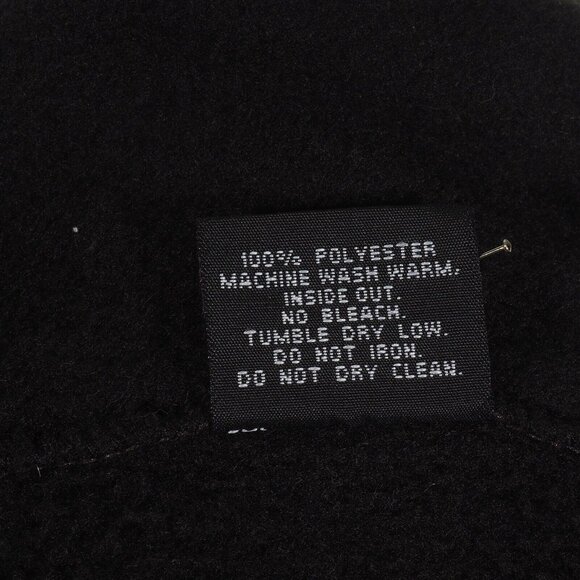 100% POLYESTER
MACHINE WASH WARM,
INSIDE OUT.
NO BLEACH.
TUMBLE DRY LOW.
DO NOT IRON.
DO NOT DRY CLEAN.